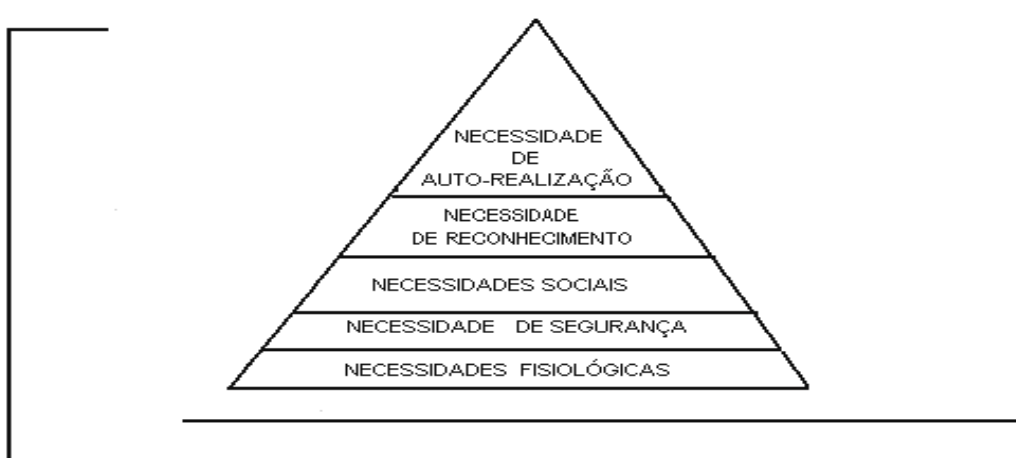 NECESSIDADE
DE
AUTO-REALIZAÇÃO
NECESSIDADE
DE RECONHECIMENTO
NECESSIDADES SOCIAIS
NECESSIDADE DE SEGURANÇA
NECESSIDADES FISIOLÓGICAS